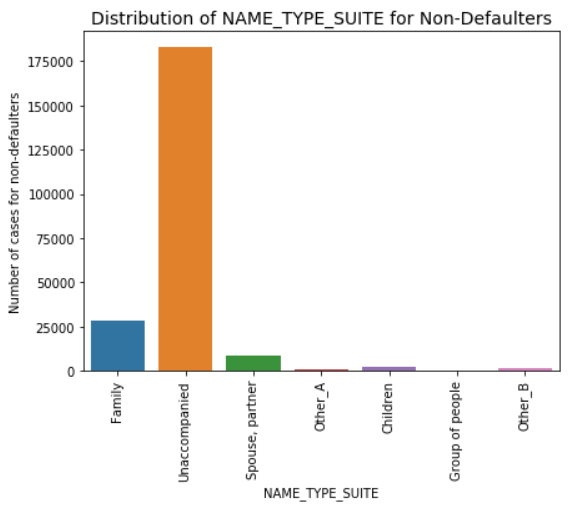 Distribution of NAME_TYPE_SUITE for Non-Defaulters
Number of cases for non-defaulters
175000
150000
125000
100000
75000
50000
25000
0
Family
Unaccompanied
Spouse, partner
Other_A
Children
Group of people
Other_B
NAME_TYPE_SUITE